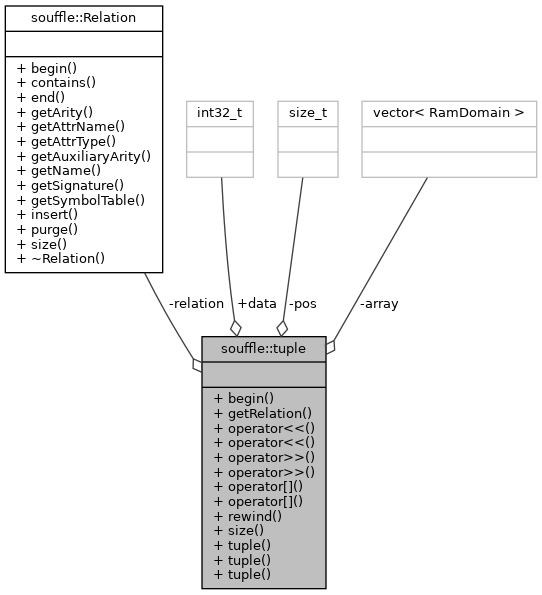 souffle::Relation
+ begin()
+ contains()
+ end()
+ getArity()
+ getAttrName()
+ getAttrType()
+ getAuxiliaryArity()
+ getName()
+ getSignature()
+ getSymbolTable()
+ insert()
+ purge()
+ size()
+ ~Relation()
int32_t
size_t
vector< RamDomain >
-relation
+data
-pos
-array
souffle::tuple
+ begin()
+ getRelation()
+ operator<<()
+ operator<<()
+ operator>>()
+ operator>>()
+ operator[]()
+ operator[]()
+ rewind()
+ size()
+ tuple()
+ tuple()
+ tuple()